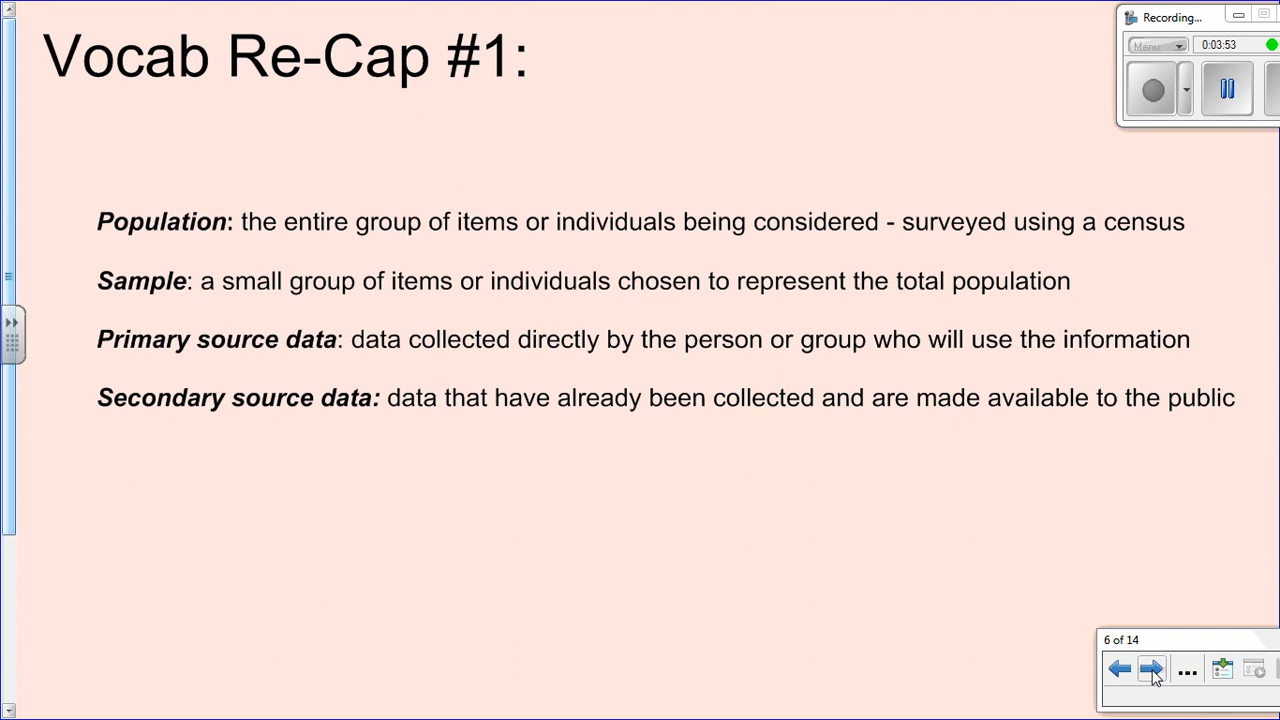 Vocab Re-Cap #1:
Recording...
Menu
0:03:53
Population: the entire group of items or individuals being considered - surveyed using a census
Sample: a small group of items or individuals chosen to represent the total population
Primary source data: data collected directly by the person or group who will use the information
Secondary source data: data that have already been collected and are made available to the public
6 of 14
...